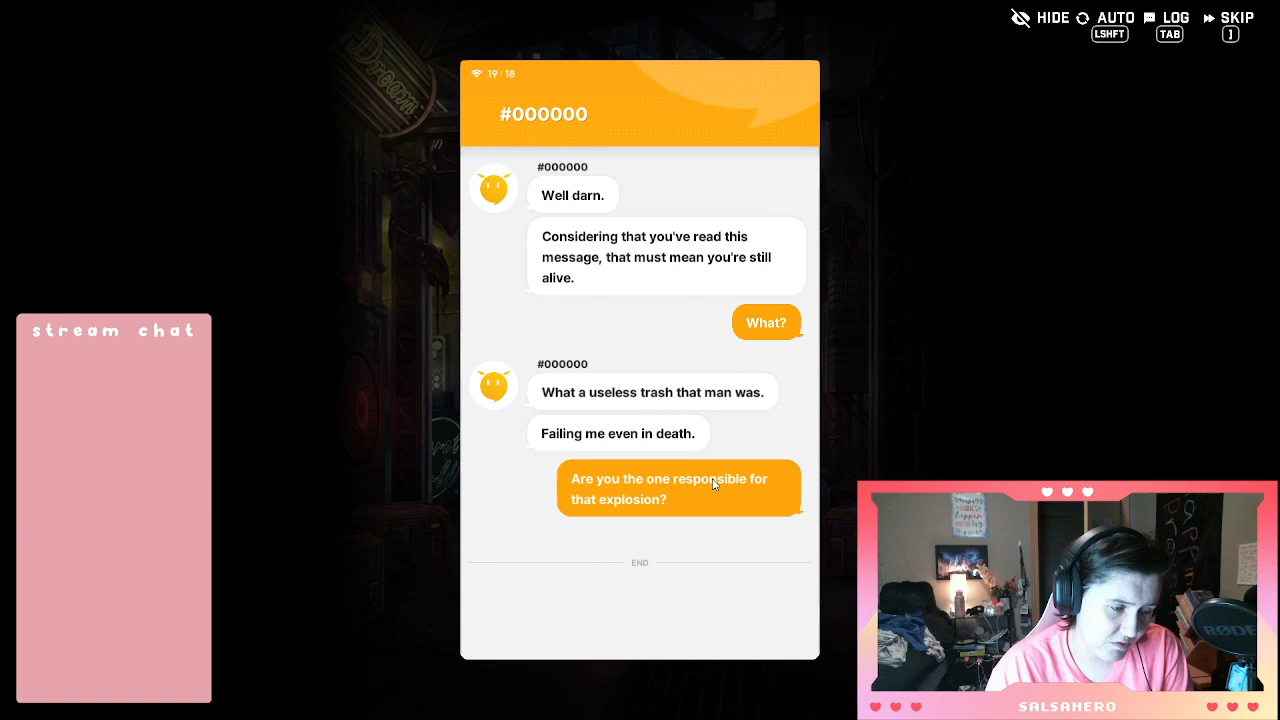 HIDE AUTO LOG SKIP
LSHFT TAB ]
Dream
19:18
#000000
#000000
Well darn.
Considering that you've read this
message, that must mean you're still
alive.
What?
#000000
What a useless trash that man was.
Failing me even in death.
Are you the one responsible for
that explosion?
END
stream chat
RØDE
SALSAHERO